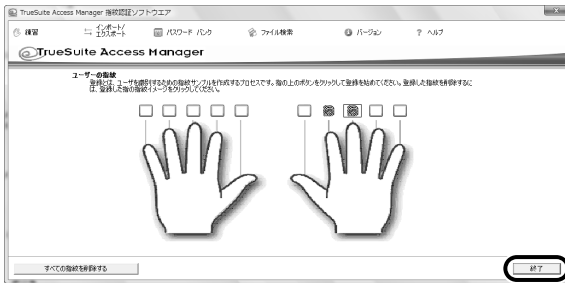 TrueSuite Access Manager 指紋認証ソフトウエア
練習
インポート/
エクスポート
パスワード バンク
ファイル検索
バージョン
? ヘルプ
TrueSuite Access Manager
ユーザーの指紋
登録とは、ユーザを識別するための指紋サンプルを作成するプロセスです。指の上のボタンをクリックして登録を始めてください。登録した指紋を削除するに
は、登録した指の指紋イメージをクリックしてください。
すべての指紋を削除する
終了